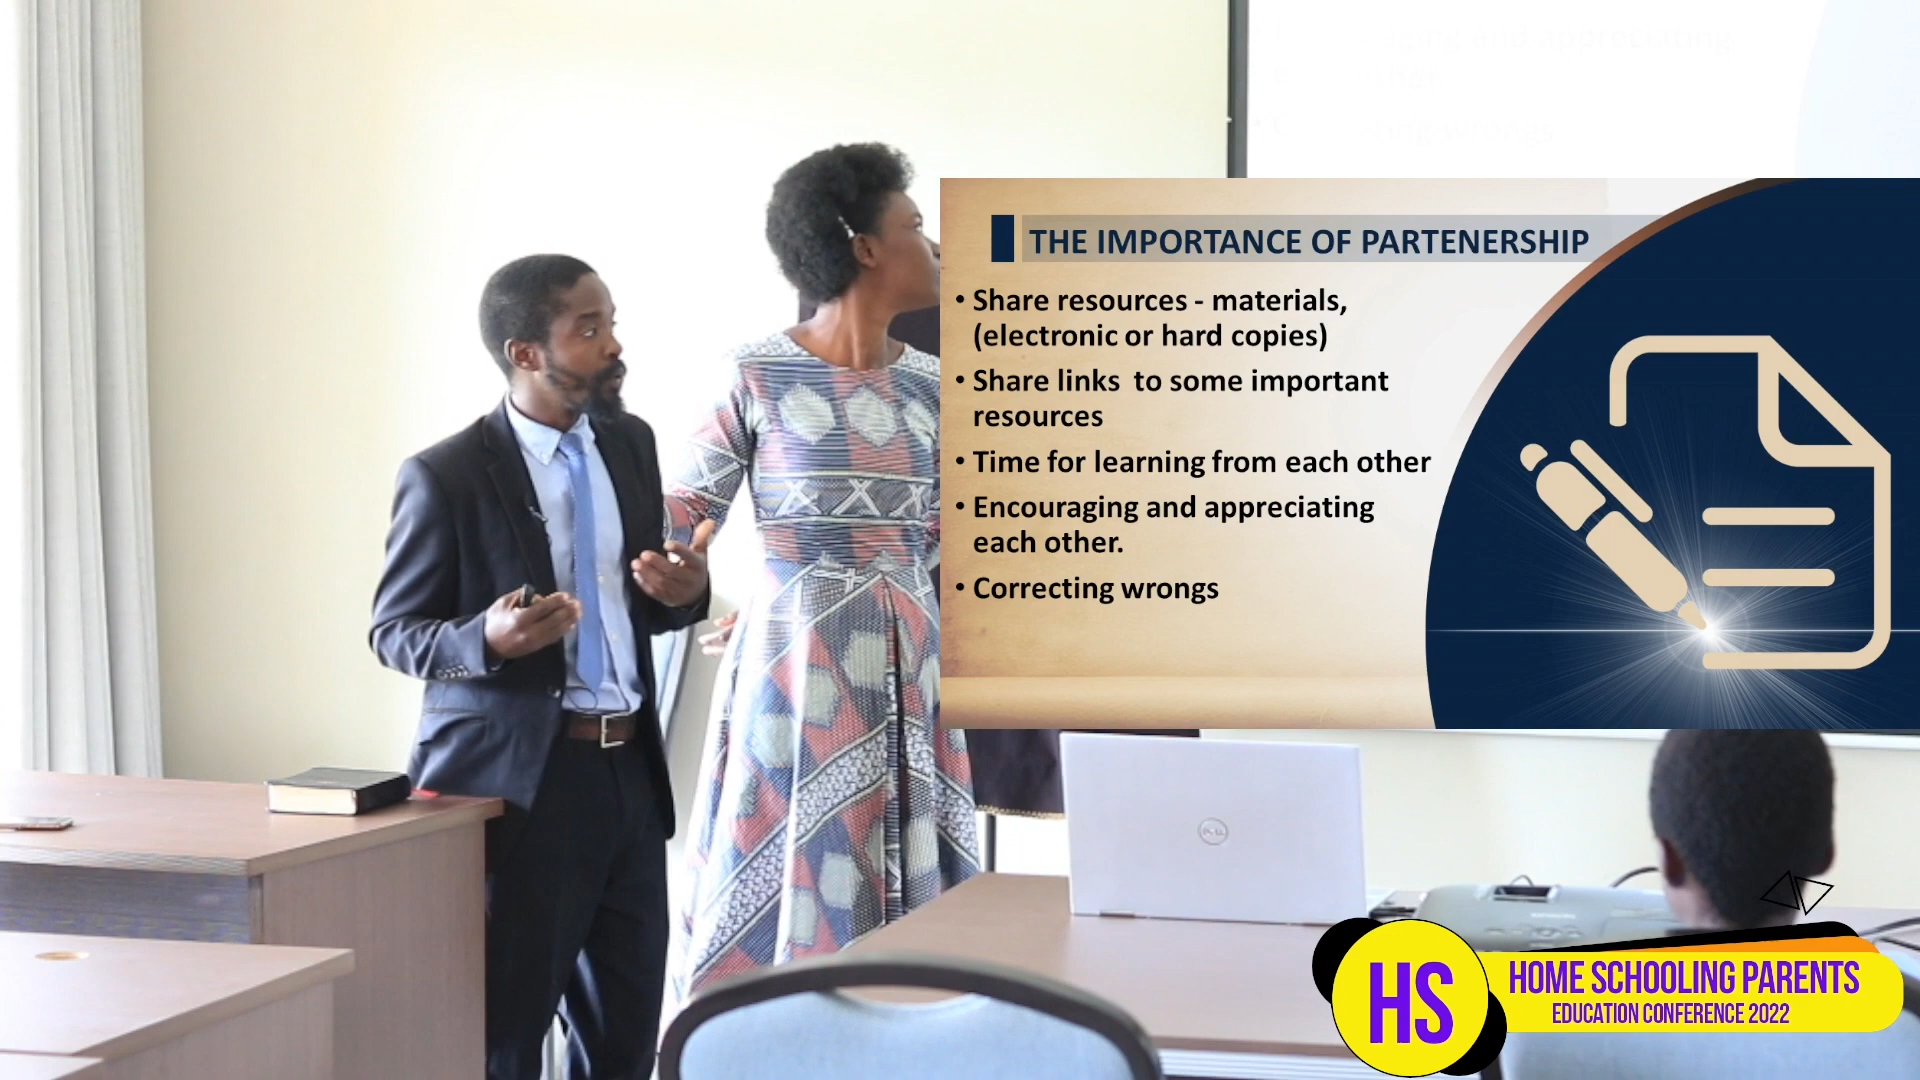 THE IMPORTANCE OF PARTENERSHIP
• Share resources - materials,
(electronic or hard copies)
• Share links to some important
resources
• Time for learning from each other
• Encouraging and appreciating
each other.
• Correcting wrongs
DELL
HS
HOME SCHOOLING PARENTS
EDUCATION CONFERENCE 2022